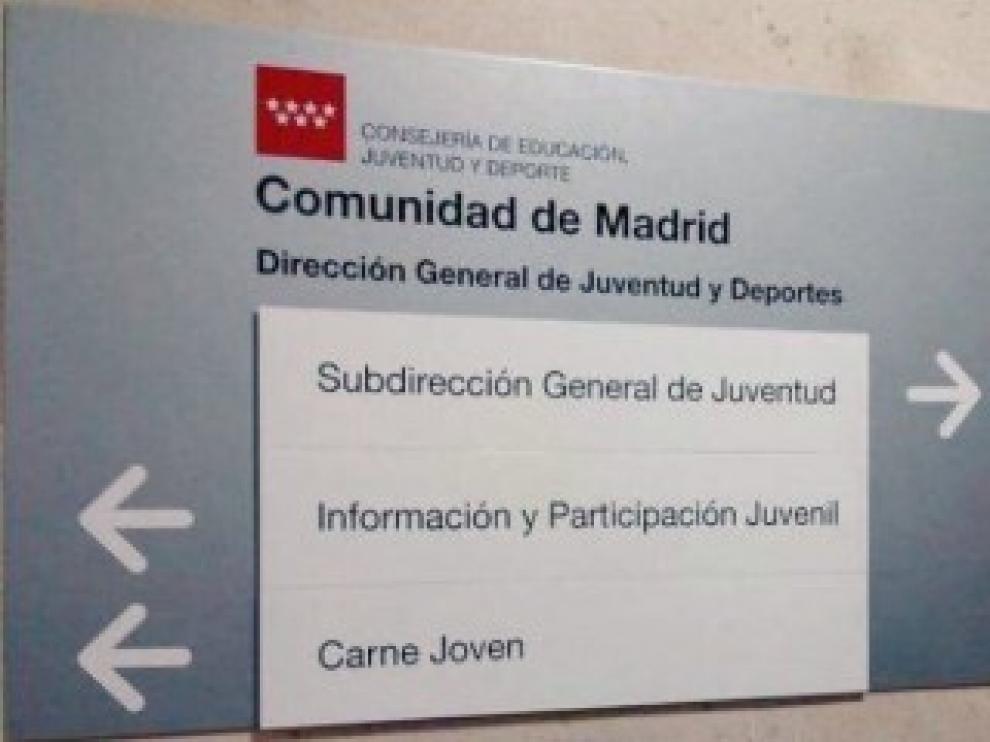 CONSEJERÍA DE EDUCACIÓN,
JUVENTUD Y DEPORTE
Comunidad de Madrid
Dirección General de Juventud y Deportes
Subdirección General de Juventud
Información y Participación Juvenil
Carne Joven